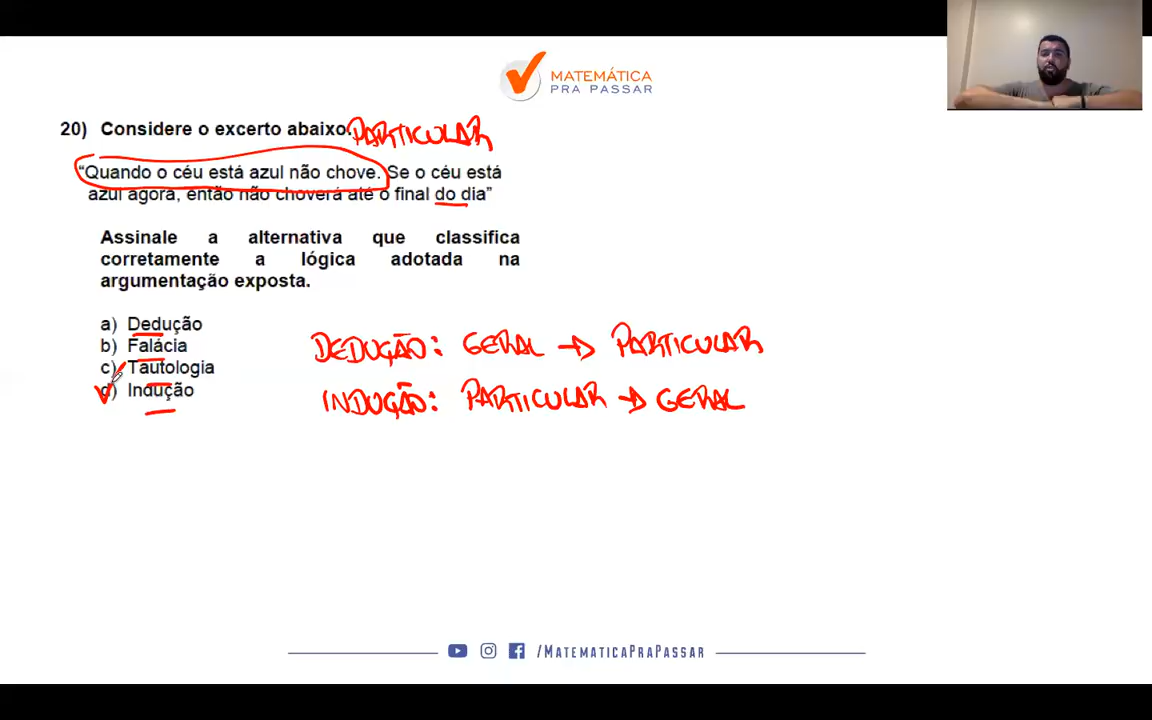 MATEMÁTICA
PRA PASSAR
20) Considere o excerto abaixo. PARTICULAR
“Quando o céu está azul não chove. Se o céu está
azul agora, então não choverá até o final do dia”
Assinale a alternativa que classifica
corretamente a lógica adotada na
argumentação exposta.
a) Dedução
b) Falácia
c) Tautologia
d) Indução
DEDUÇÃO: GERAL → PARTICULAR
INDUÇÃO: PARTICULAR → GERAL
/MATEMATICAPRAPASSAR